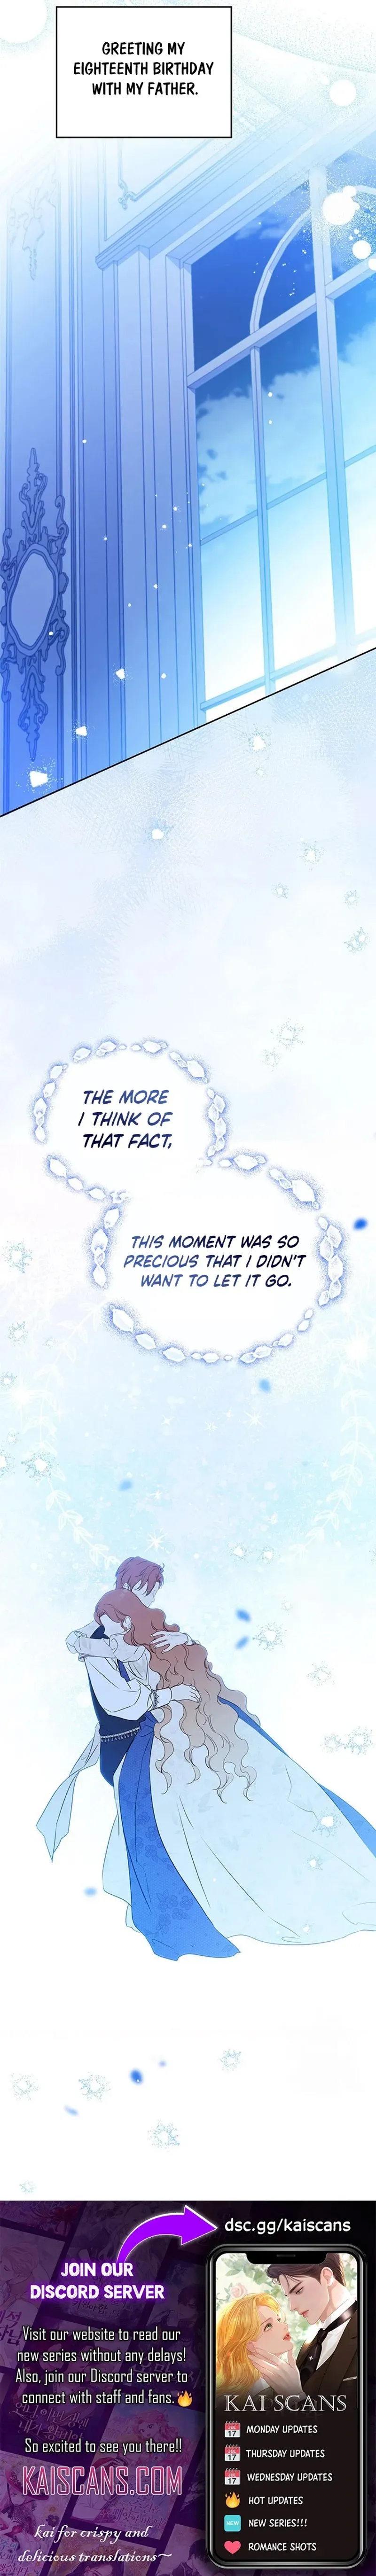 GREETING MY
EIGHTEENTH BIRTHDAY
WITH MY FATHER.
THE MORE
I THINK OF
THAT FACT,
THIS MOMENT WAS SO
PRECIOUS THAT I DIDN'T
WANT TO LET IT GO.
dsc.gg/kaiscans
JOIN OUR
DISCORD SERVER
Visit our website to read our
new series without any delays!
Also, join our Discord server to
connect with staff and fans.🔥
So excited to see you there!!
KAISCANS.COM
kai for crispy and
delicious translations~
KAI SCANS
17 MONDAY UPDATES
17 THURSDAY UPDATES
17 WEDNESDAY UPDATES
🔥 HOT UPDATES
NEW NEW SERIES!!!
❤️ ROMANCE SHOTS